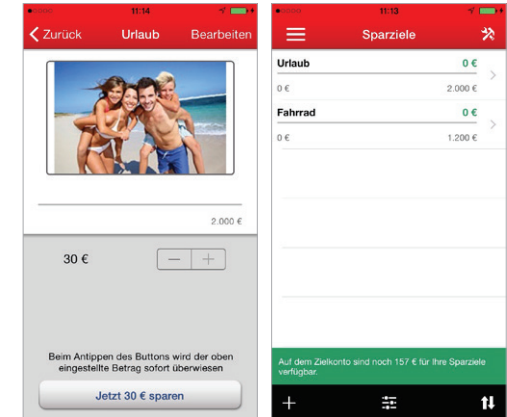 11:14
Zurück Urlaub Bearbeiten
2.000 €
30 €
Beim Antippen des Buttons wird der oben
eingestellte Betrag sofort überwiesen
Jetzt 30 € sparen
11:13
Sparziele
Urlaub 0 €
0 € 2.000 €
Fahrrad 0 €
0 € 1.200 €
Auf dem Zielkonto sind noch 157 € für Ihre Sparziele
verfügbar.